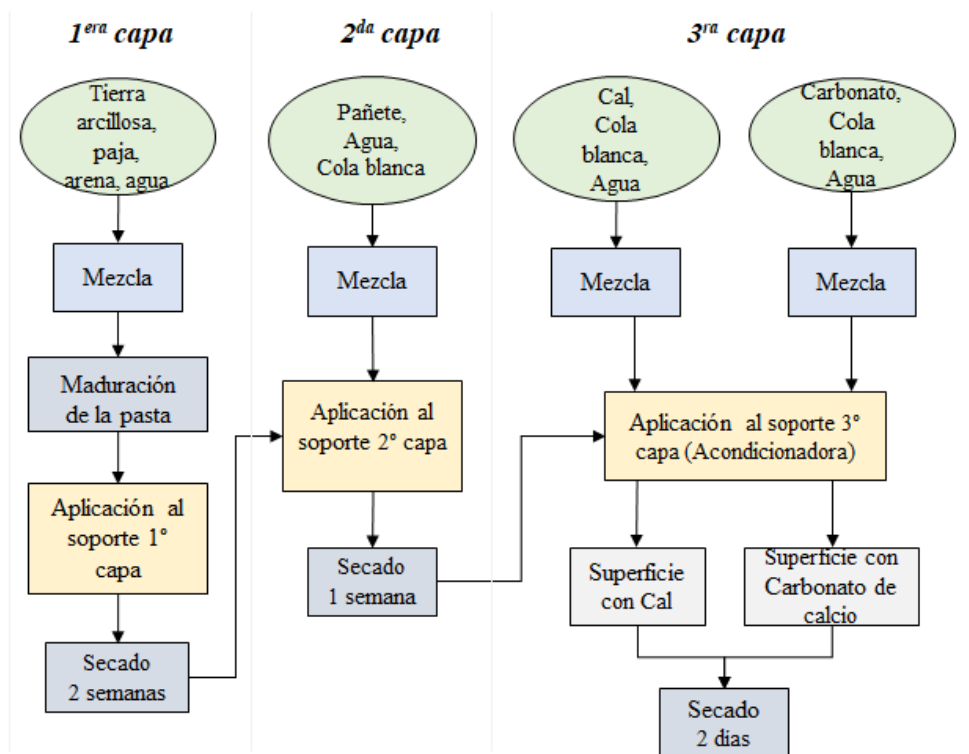 1era capa
Tierra
arcillosa,
paja,
arena, agua
Mezcla
Maduración
de la pasta
Aplicación al
soporte 1°
capa
Secado
2 semanas
2da capa
Pañete,
Agua,
Cola blanca
Mezcla
Aplicación al
soporte 2° capa
Secado
1 semana
3ra capa
Cal,
Cola
blanca,
Agua
Carbonato,
Cola
blanca,
Agua
Mezcla
Mezcla
Aplicación al soporte 3°
capa (Acondicionadora)
Superficie
con Cal
Superficie con
Carbonato de
calcio
Secado
2 dias